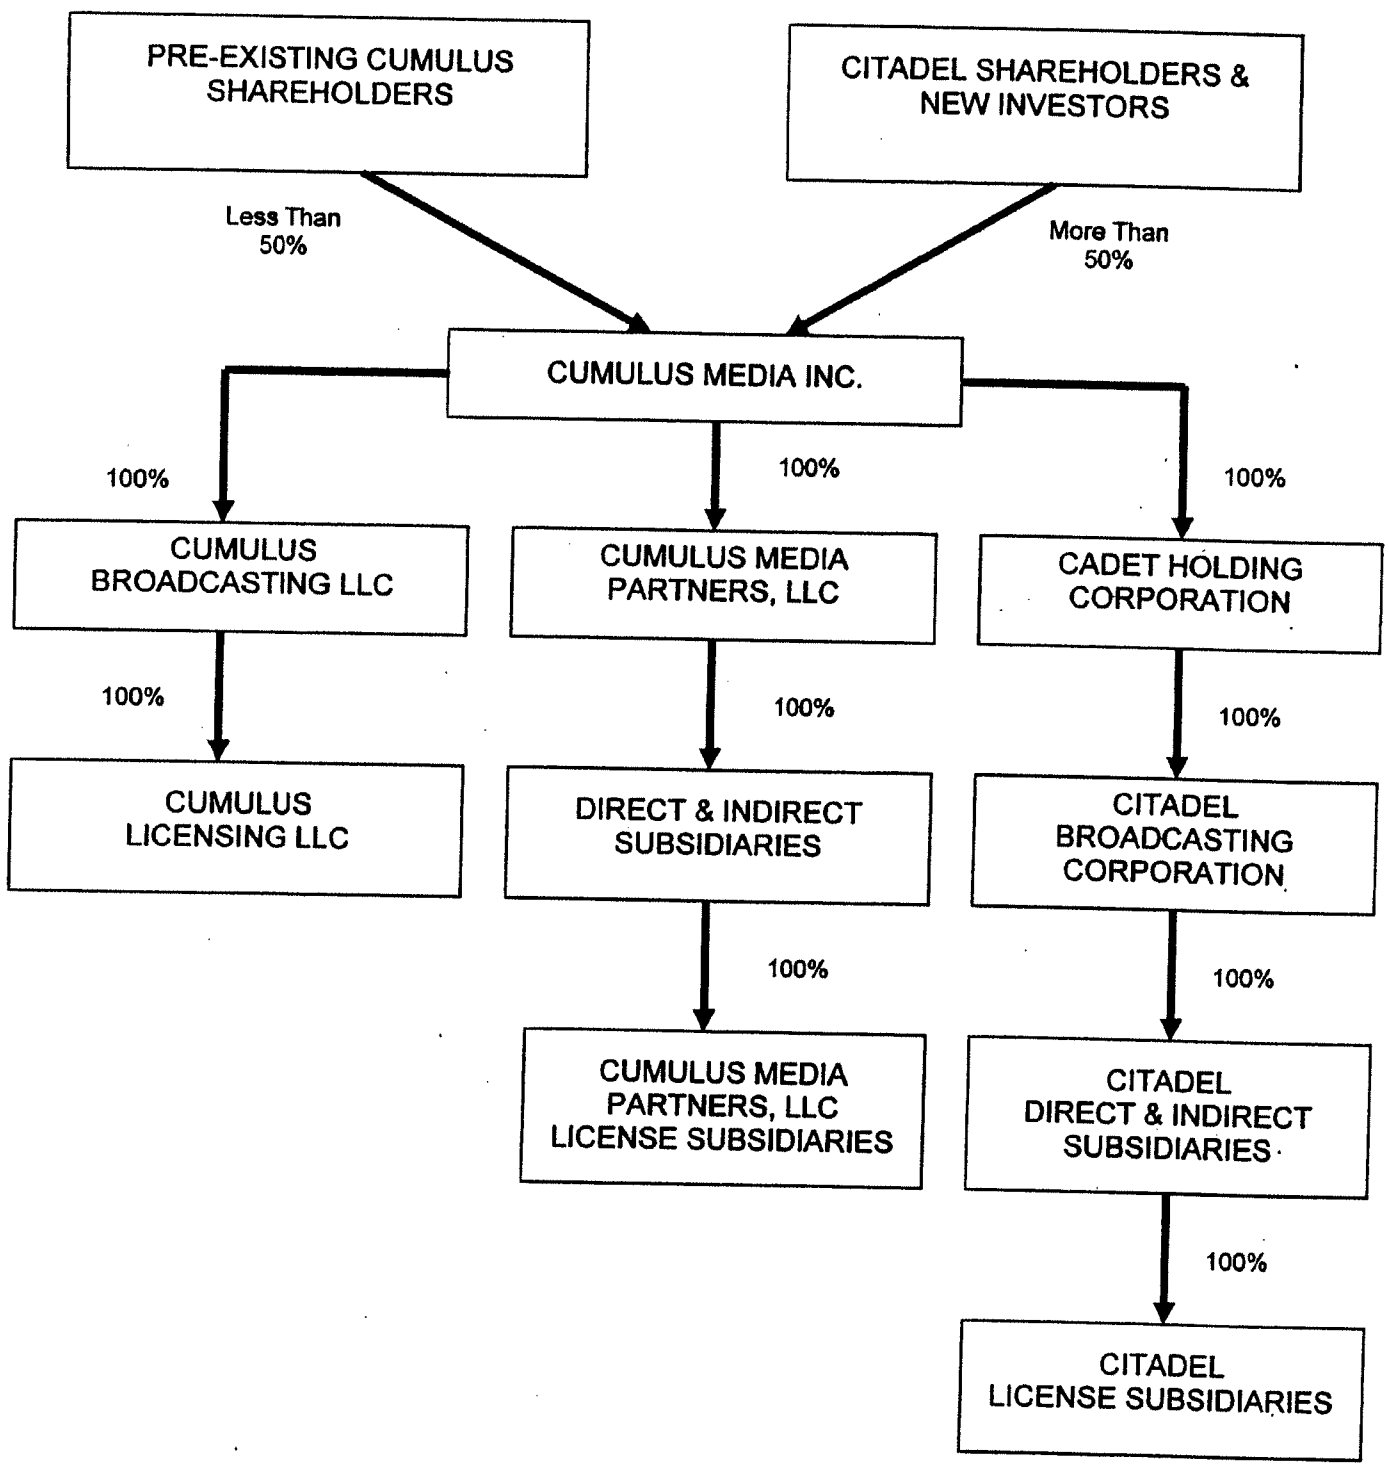 PRE-EXISTING CUMULUS
SHAREHOLDERS
CITADEL SHAREHOLDERS &
NEW INVESTORS
Less Than
50%
More Than
50%
CUMULUS MEDIA INC.
100%
100%
100%
CUMULUS
BROADCASTING LLC
CUMULUS MEDIA
PARTNERS, LLC
CADET HOLDING
CORPORATION
100%
100%
100%
CUMULUS
LICENSING LLC
DIRECT & INDIRECT
SUBSIDIARIES
CITADEL
BROADCASTING
CORPORATION
100%
100%
CUMULUS MEDIA
PARTNERS, LLC
LICENSE SUBSIDIARIES
CITADEL
DIRECT & INDIRECT
SUBSIDIARIES
100%
CITADEL
LICENSE SUBSIDIARIES